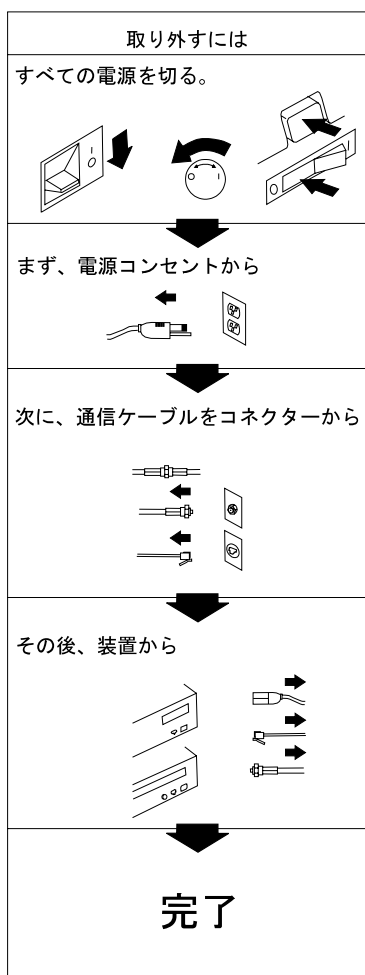 取り外すには
すべての電源を切る。
まず、電源コンセントから
次に、通信ケーブルをコネクターから
その後、装置から
完了